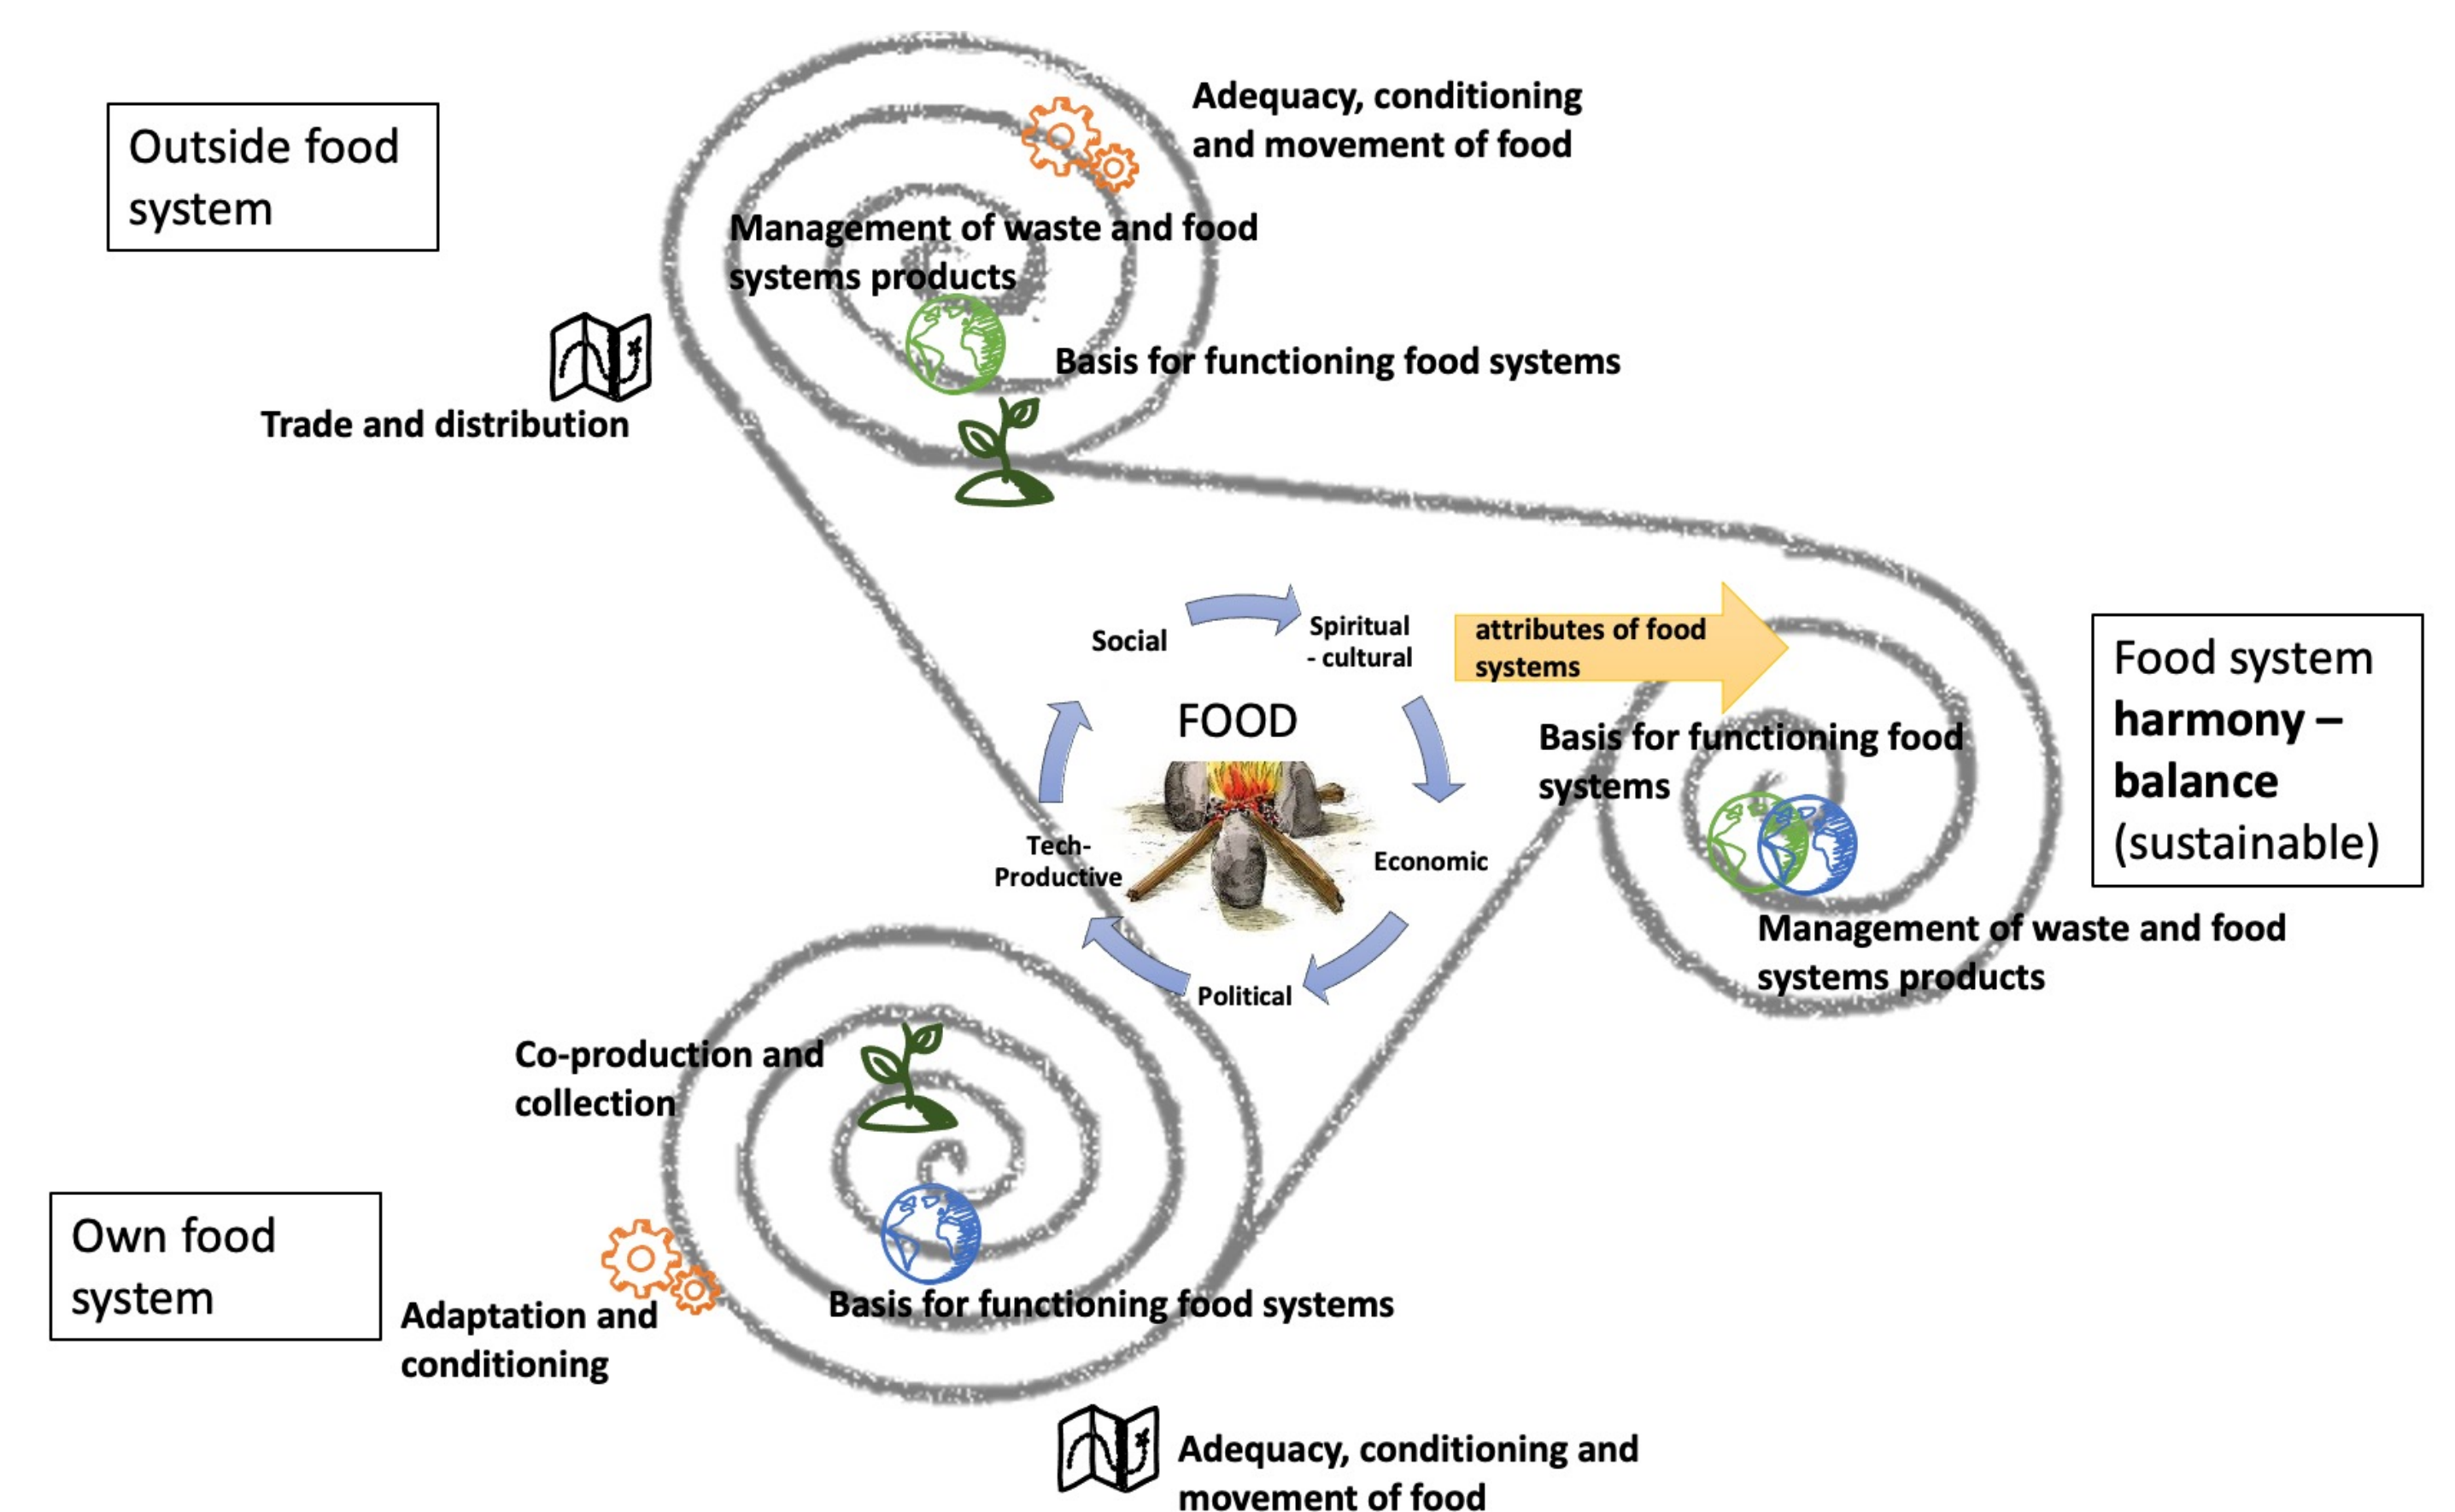 Outside food
system
Adequacy, conditioning
and movement of food
Management of waste and food
systems products
Basis for functioning food systems
Trade and distribution
Social
Spiritual
- cultural
attributes of food
systems
FOOD
Tech-
Productive
Economic
Political
Basis for functioning food
systems
Management of waste and food
systems products
Food system
harmony –
balance
(sustainable)
Co-production and
collection
Own food
system
Adaptation and
conditioning
Basis for functioning food systems
Adequacy, conditioning and
movement of food